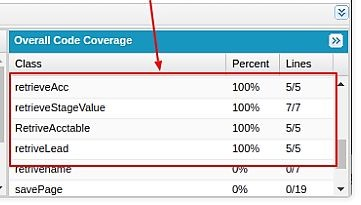 Overall Code Coverage
Class Percent Lines
retrieveAcc 100% 5/5
retrieveStageValue 100% 7/7
RetriveAcctable 100% 5/5
retriveLead 100% 5/5
retrivename 0% 0/7
savePage 0% 0/19